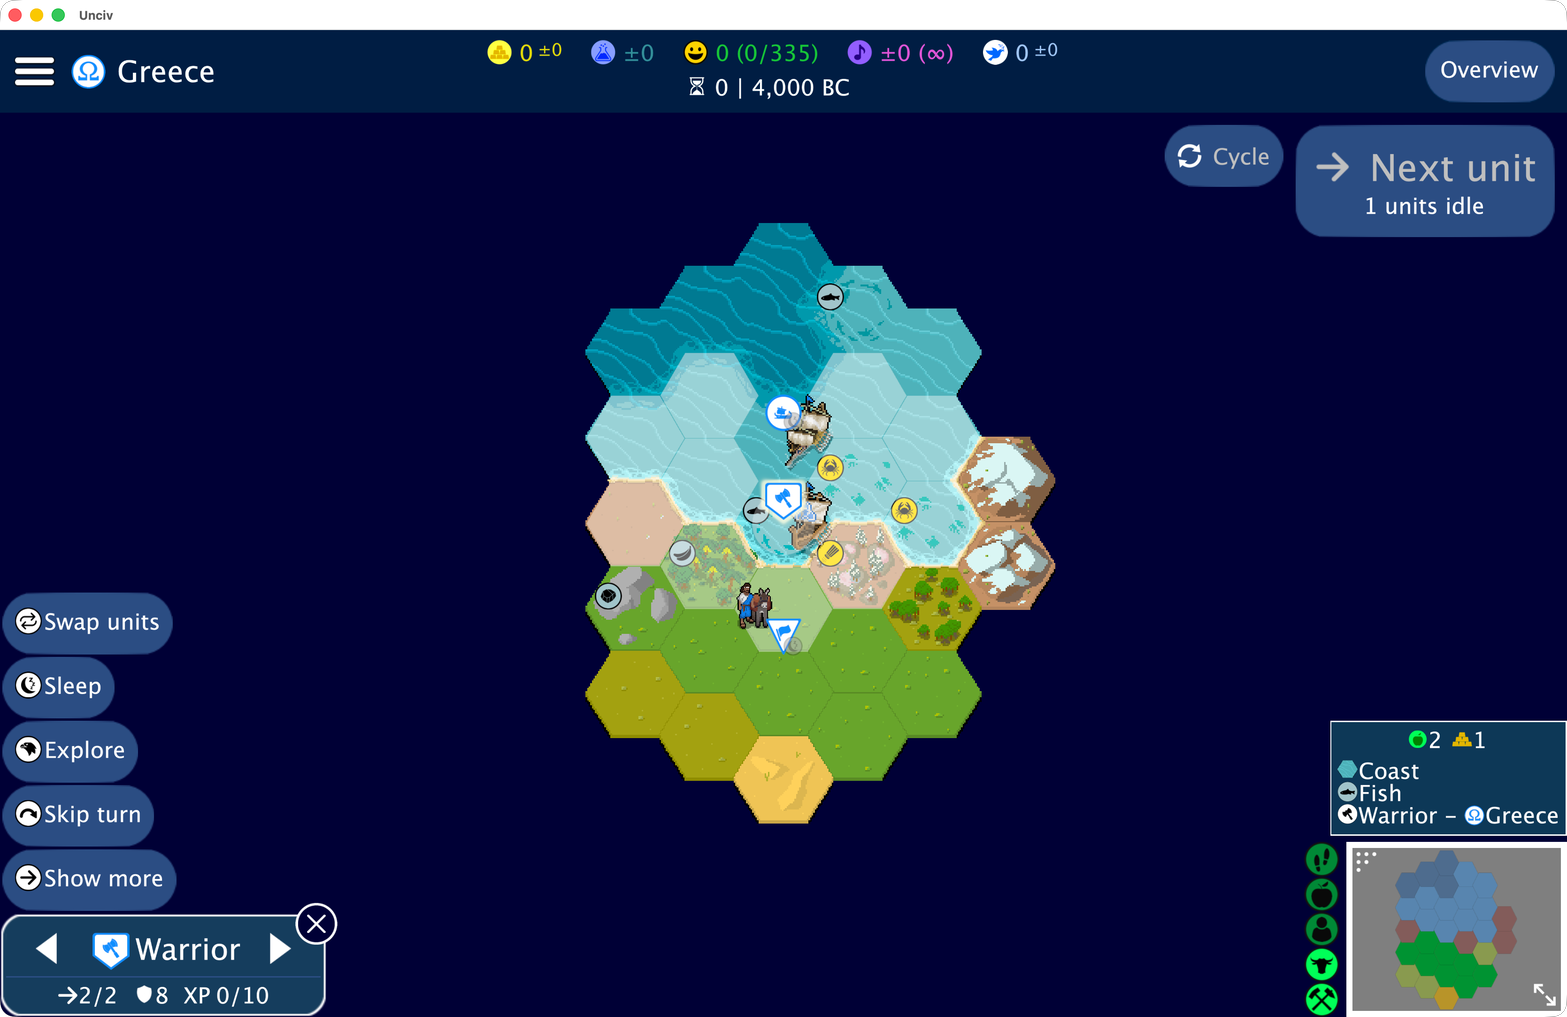 Unciv
Greece
0 ±0
±0
0 (0/335)
±0 (∞)
0 ±0
0 | 4,000 BC
Overview
Cycle
Next unit
1 units idle
Swap units
Sleep
Explore
Skip turn
Show more
Warrior
2/2
8
XP 0/10
2
1
Coast
Fish
Warrior - Greece